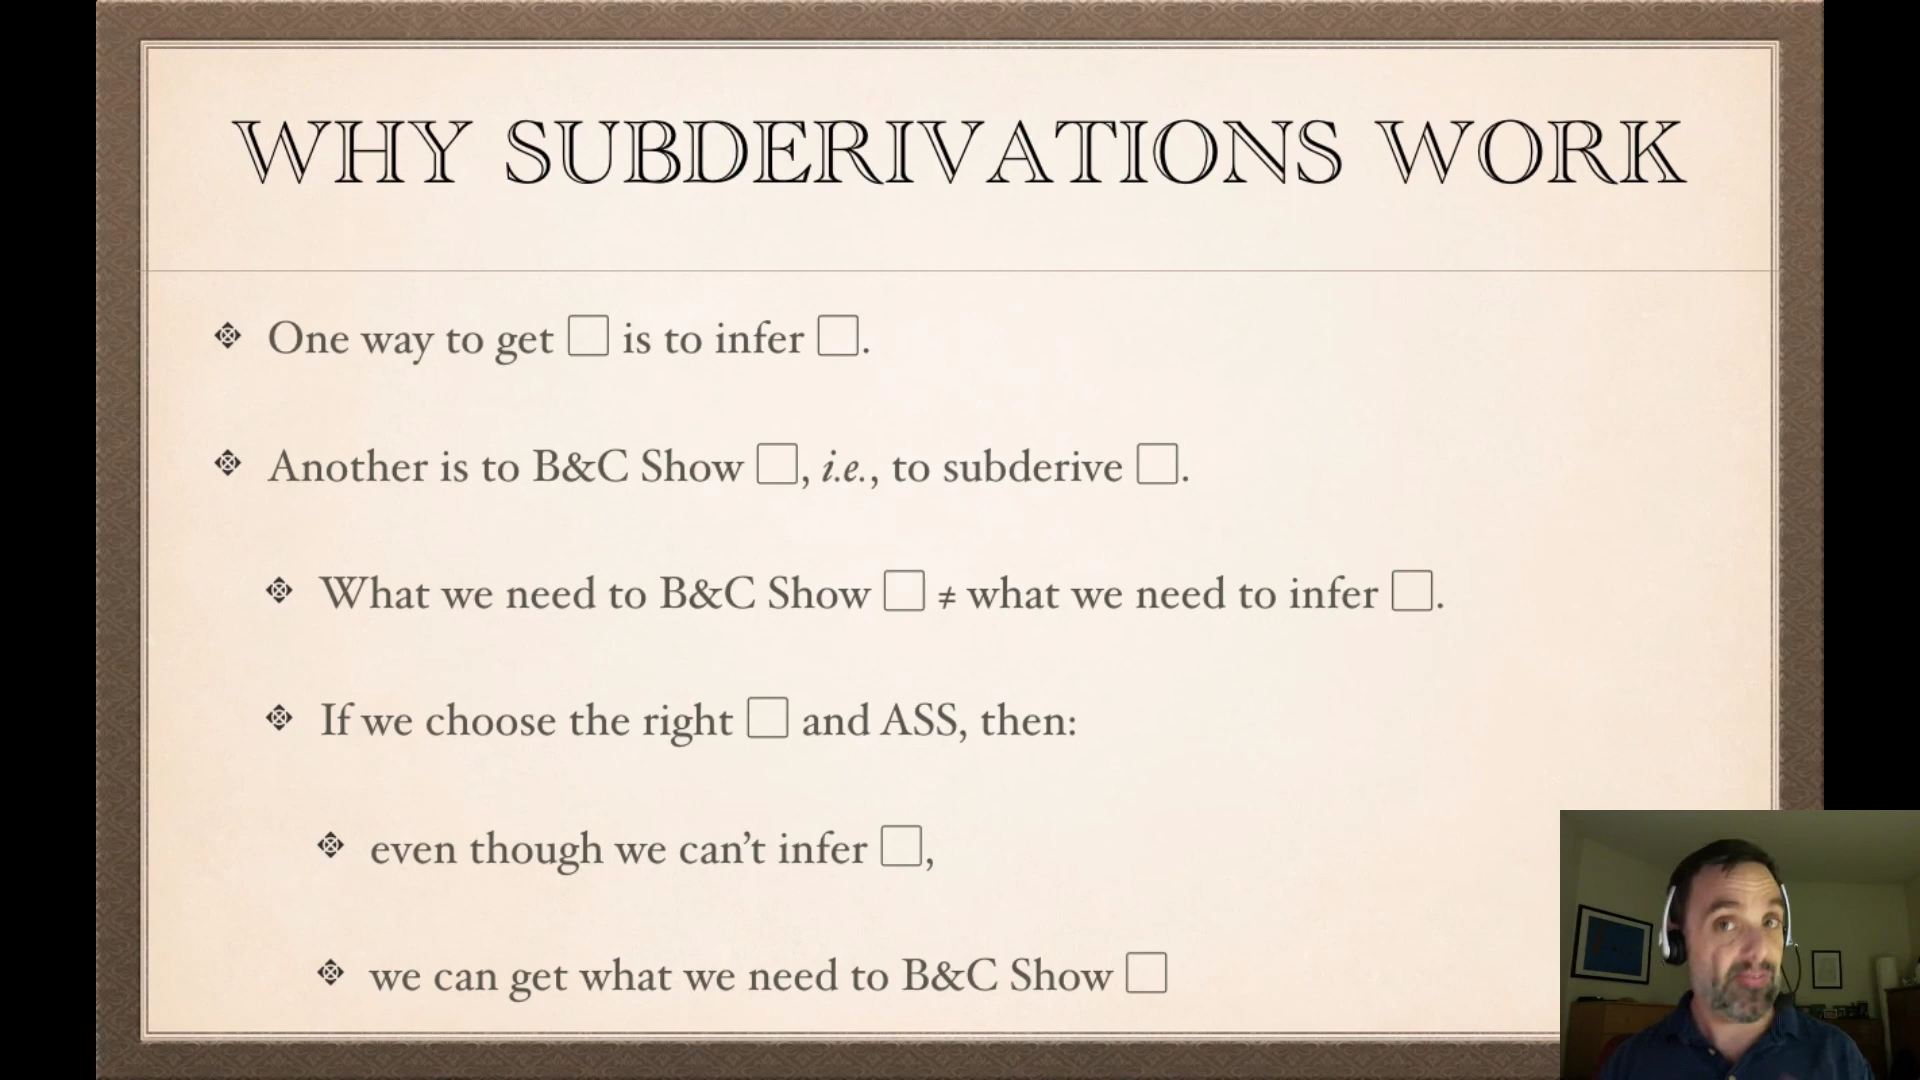 WHY SUBDERIVATIONS WORK
One way to get □ is to infer □.
Another is to B&C Show □, i.e., to subderive □.
What we need to B&C Show □ ≠ what we need to infer □.
If we choose the right □ and ASS, then:
even though we can’t infer □,
we can get what we need to B&C Show □